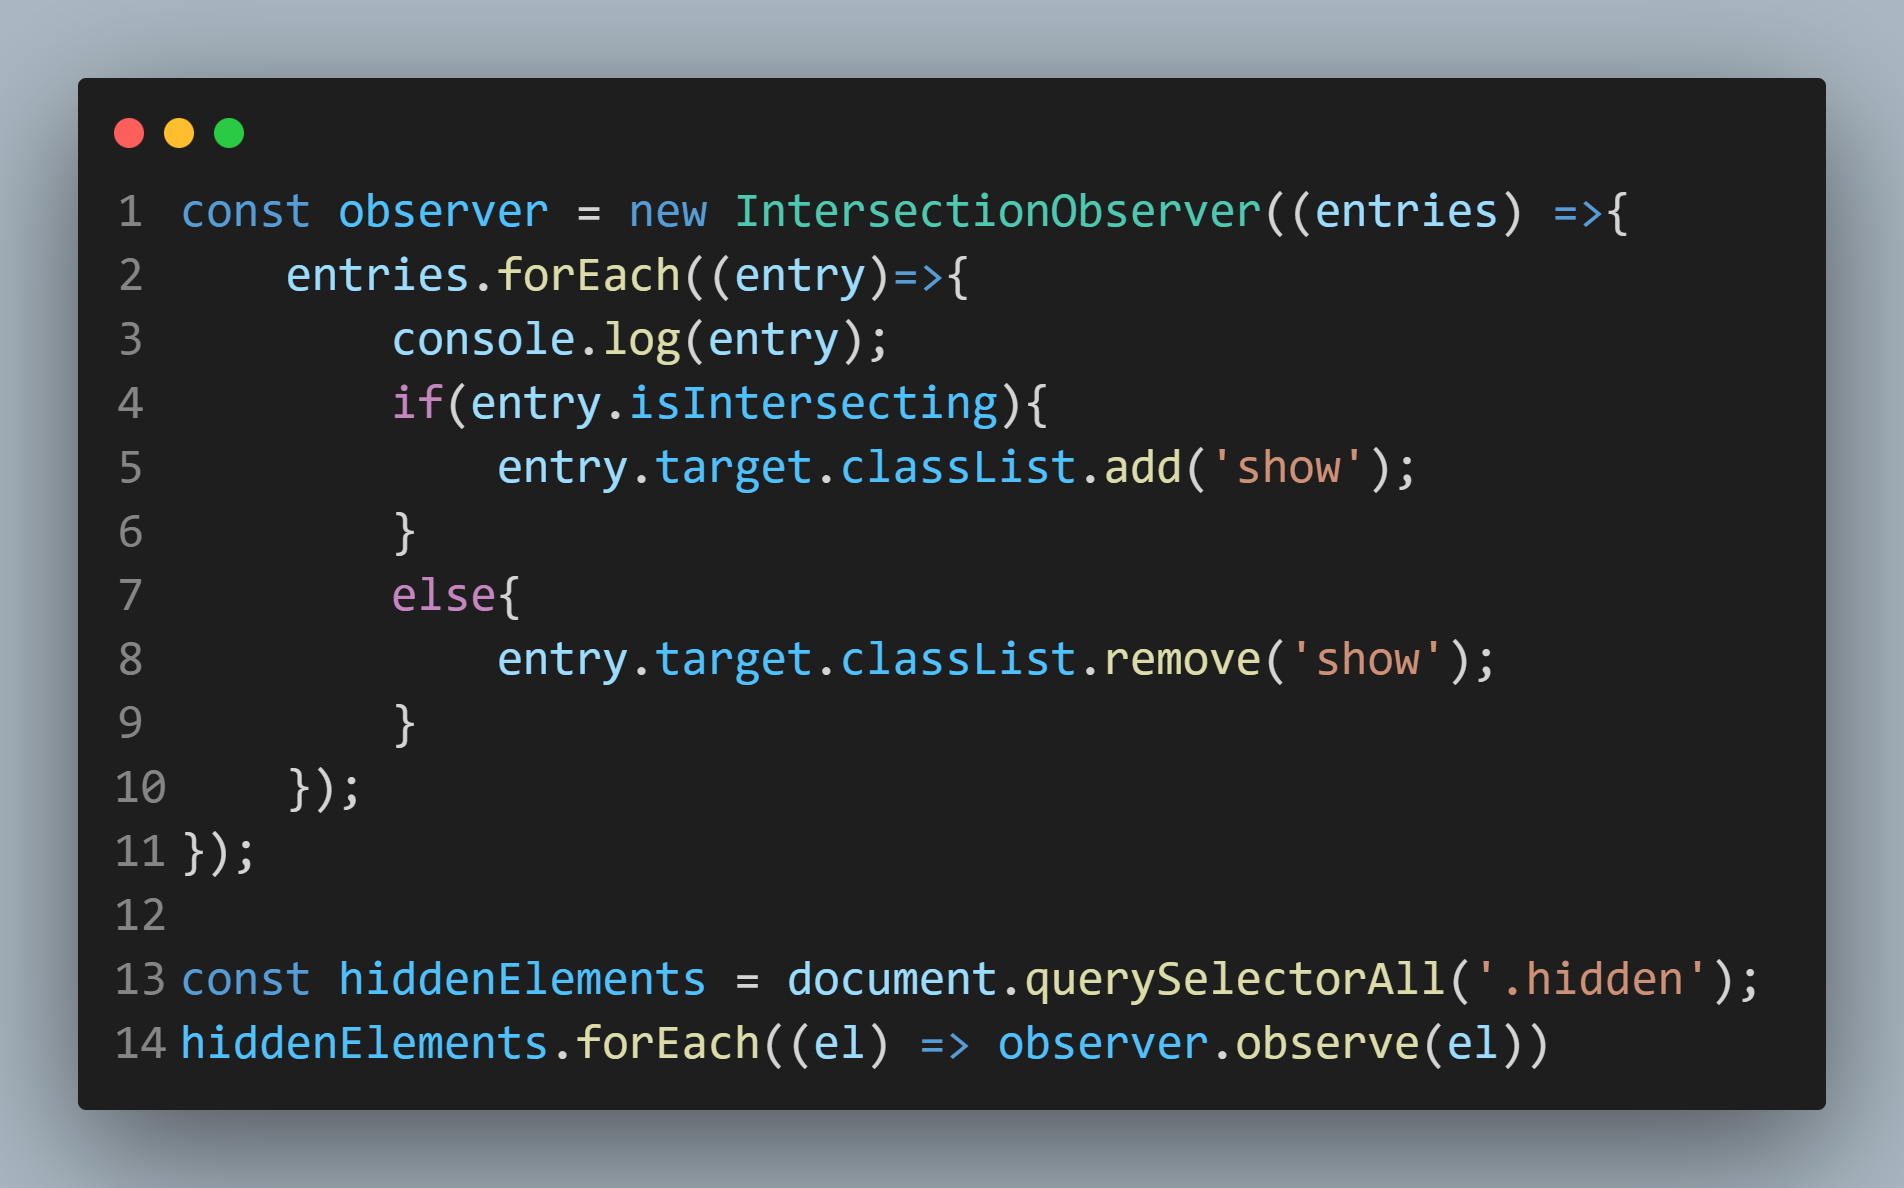 1 const observer = new IntersectionObserver((entries) =>{
2     entries.forEach((entry)=>{
3         console.log(entry);
4         if(entry.isIntersecting){
5             entry.target.classList.add('show');
6         }
7         else{
8             entry.target.classList.remove('show');
9         }
10     });
11 });
12
13 const hiddenElements = document.querySelectorAll('.hidden');
14 hiddenElements.forEach((el) => observer.observe(el))